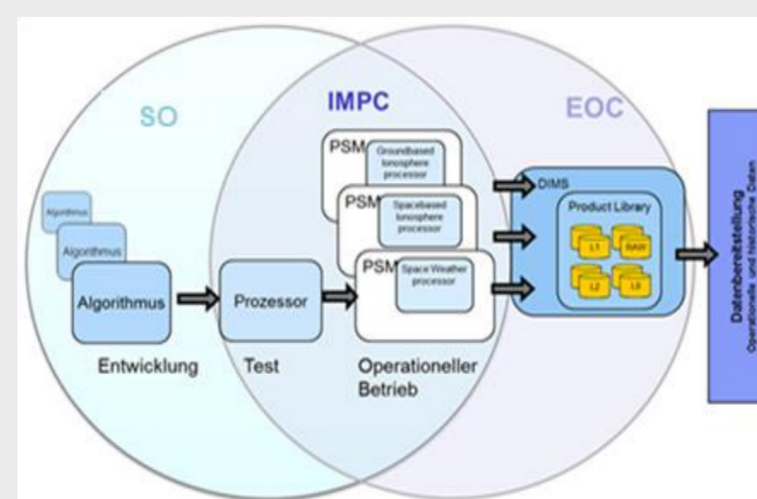 SO
IMPC
EOC
Algorithmus
Algorithmus
Algorithmus
Entwicklung
Prozessor
Test
PSM
Groundbased
Ionosphere
processor
PSM
Spacebased
Ionosphere
processor
PSM
Space Weather
processor
Operationeller
Betrieb
DIMS
Product Library
L1
RAW
L2
L0
Datenbereitstellung
Operationelle und historische Daten